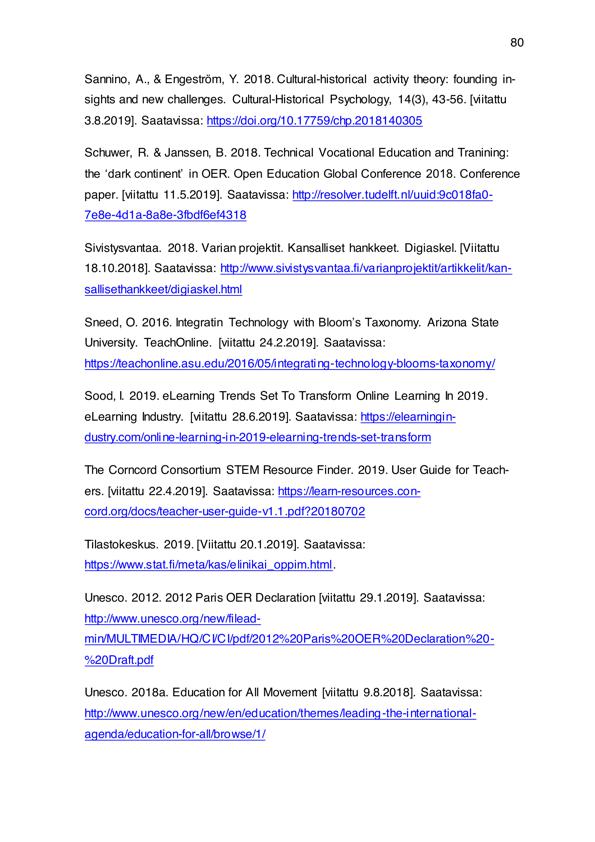 80
Sannino, A., & Engeström, Y. 2018. Cultural-historical activity theory: founding in-
sights and new challenges. Cultural-Historical Psychology, 14(3), 43-56. [viitattu
3.8.2019]. Saatavissa: https://doi.org/10.17759/chp.2018140305
Schuwer, R. & Janssen, B. 2018. Technical Vocational Education and Tranining:
the ‘dark continent’ in OER. Open Education Global Conference 2018. Conference
paper. [viitattu 11.5.2019]. Saatavissa: http://resolver.tudelft.nl/uuid:9c018fa0-
7e8e-4d1a-8a8e-3fbdf6ef4318
Sivistysvantaa. 2018. Varian projektit. Kansalliset hankkeet. Digiaskel. [Viitattu
18.10.2018]. Saatavissa: http://www.sivistysvantaa.fi/varianprojektit/artikkelit/kan-
sallisethankkeet/digiaskel.html
Sneed, O. 2016. Integratin Technology with Bloom’s Taxonomy. Arizona State
University. TeachOnline. [viitattu 24.2.2019]. Saatavissa:
https://teachonline.asu.edu/2016/05/integrating-technology-blooms-taxonomy/
Sood, I. 2019. eLearning Trends Set To Transform Online Learning In 2019.
eLearning Industry. [viitattu 28.6.2019]. Saatavissa: https://elearningin-
dustry.com/online-learning-in-2019-elearning-trends-set-transform
The Corncord Consortium STEM Resource Finder. 2019. User Guide for Teach-
ers. [viitattu 22.4.2019]. Saatavissa: https://learn-resources.con-
cord.org/docs/teacher-user-guide-v1.1.pdf?20180702
Tilastokeskus. 2019. [Viitattu 20.1.2019]. Saatavissa:
https://www.stat.fi/meta/kas/elinikai_oppim.html.
Unesco. 2012. 2012 Paris OER Declaration [viitattu 29.1.2019]. Saatavissa:
http://www.unesco.org/new/filead-
min/MULTIMEDIA/HQ/CI/CI/pdf/2012%20Paris%20OER%20Declaration%20-
%20Draft.pdf
Unesco. 2018a. Education for All Movement [viitattu 9.8.2018]. Saatavissa:
http://www.unesco.org/new/en/education/themes/leading-the-international-
agenda/education-for-all/browse/1/